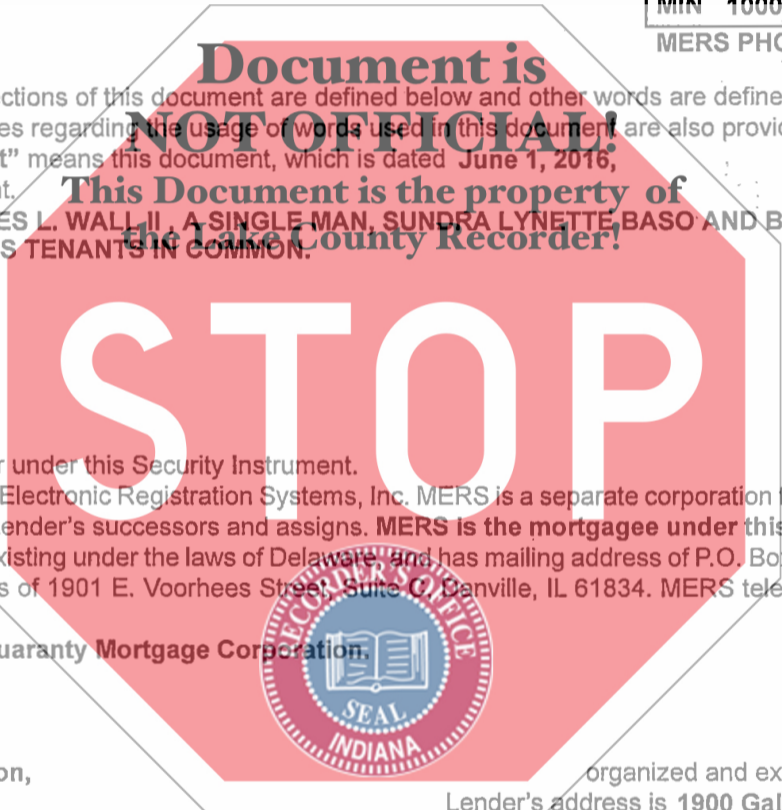 MIN 1000
MERS PHO
Document is
ctions of this document are defined below and other words are define
NOT OFFICIAL!
es regarding the usage of words used in this document are also provid
t” means this document, which is dated June 1, 2016,
This Document is the property of
t.
ES L. WALL II , A SINGLE MAN, SUNDRA LYNETTE BASO AND B
the Lake County Recorder!
S TENANTS IN COMMON.
STOP
r under this Security Instrument.
Electronic Registration Systems, Inc. MERS is a separate corporation t
ender's successors and assigns. MERS is the mortgagee under this
xisting under the laws of Delaware, and has mailing address of P.O. Bo
s of 1901 E. Voorhees Street, Suite C, Danville, IL 61834. MERS tele
uaranty Mortgage Corporation,
RECORDER'S OFFICE
SEAL
INDIANA
on,
organized and ex
Lender's address is 1900 Gal